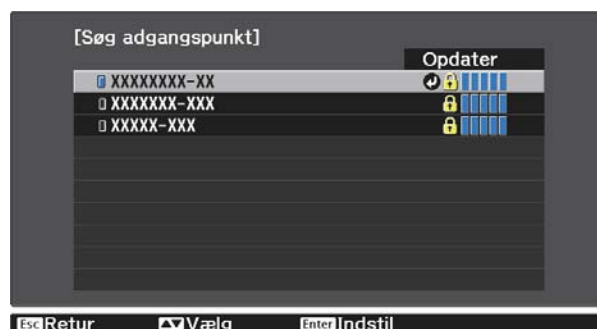 [Søg adgangspunkt]
Opdater
XXXXXXXX-XX
XXXXXXX-XXX
XXXXX-XXX
Esc Retur Vælg Enter Indstil